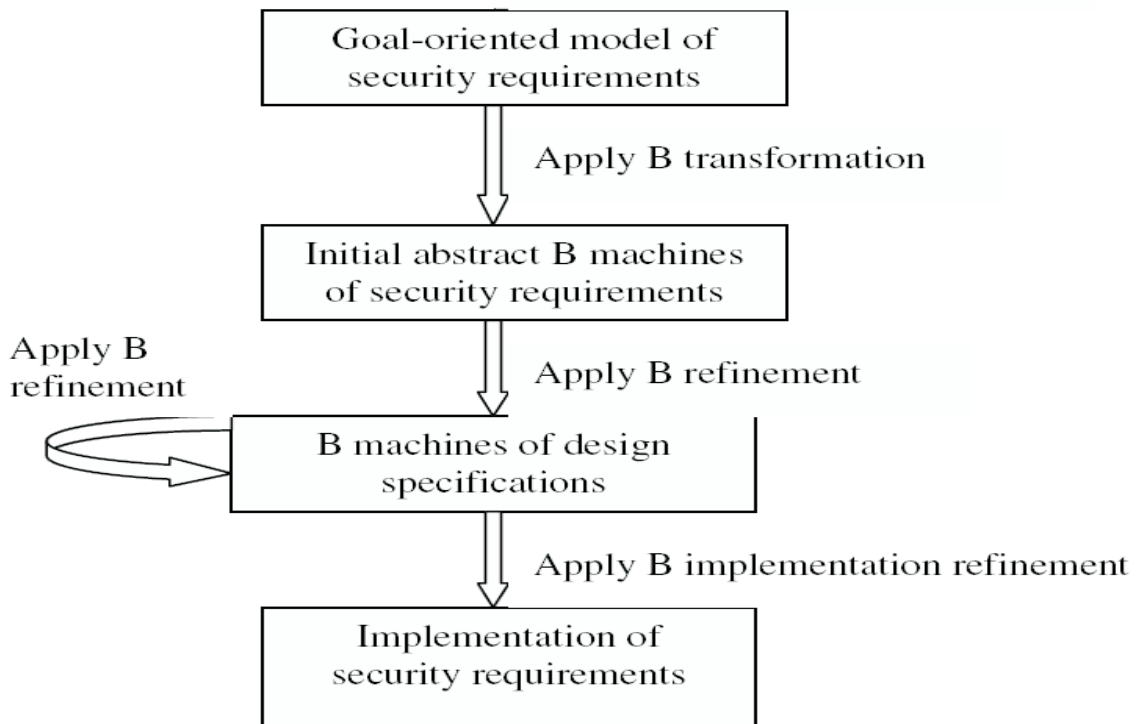 Goal-oriented model of
security requirements
Apply B transformation
Initial abstract B machines
of security requirements
Apply B
refinement
Apply B refinement
B machines of design
specifications
Apply B implementation refinement
Implementation of
security requirements